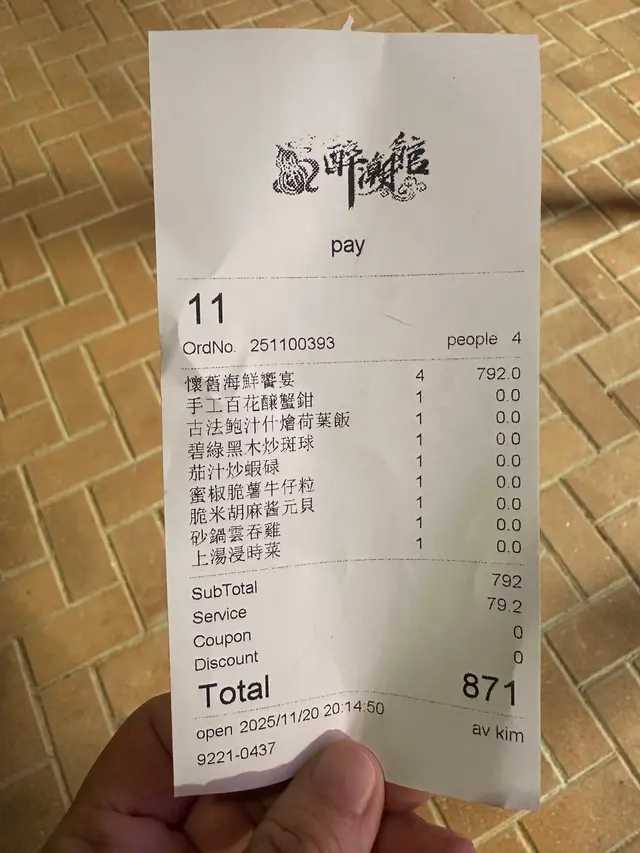 醉潮館
pay
11
OrdNo. 251100393 people 4
懷舊海鮮饗宴 4 792.0
手工百花釀蟹鉗 1 0.0
古法鮑汁什燴荷葉飯 1 0.0
碧綠黑木炒斑球 1 0.0
茄汁炒蝦碌 1 0.0
蜜椒脆薯牛仔粒 1 0.0
脆米胡麻酱元貝 1 0.0
砂鍋雲吞雞 1 0.0
上湯浸時菜 1 0.0
SubTotal 792
Service 79.2
Coupon 0
Discount 0
Total 871
open 2025/11/20 20:14:50 av kim
9221-0437